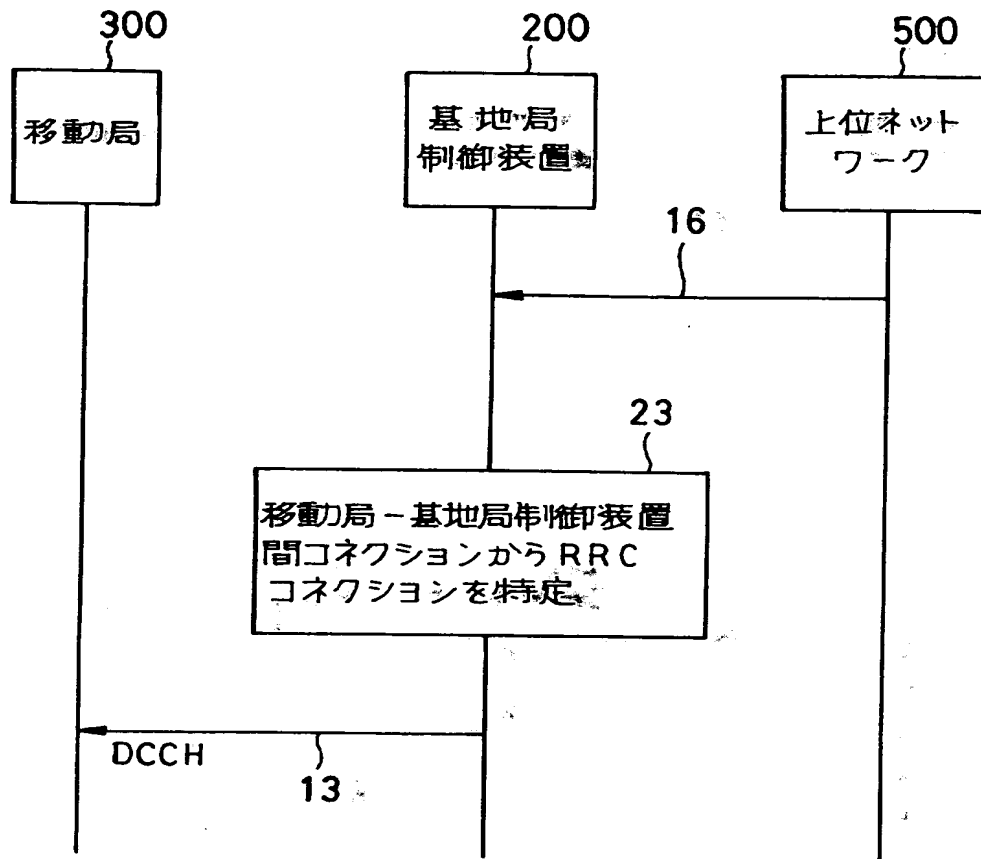 300
200
500
移動局
基地局
制御装置
上位ネット
ワーク
16
23
移動局-基地局制御装置
間コネクションからRRC
コネクションを特定
DCCH
13